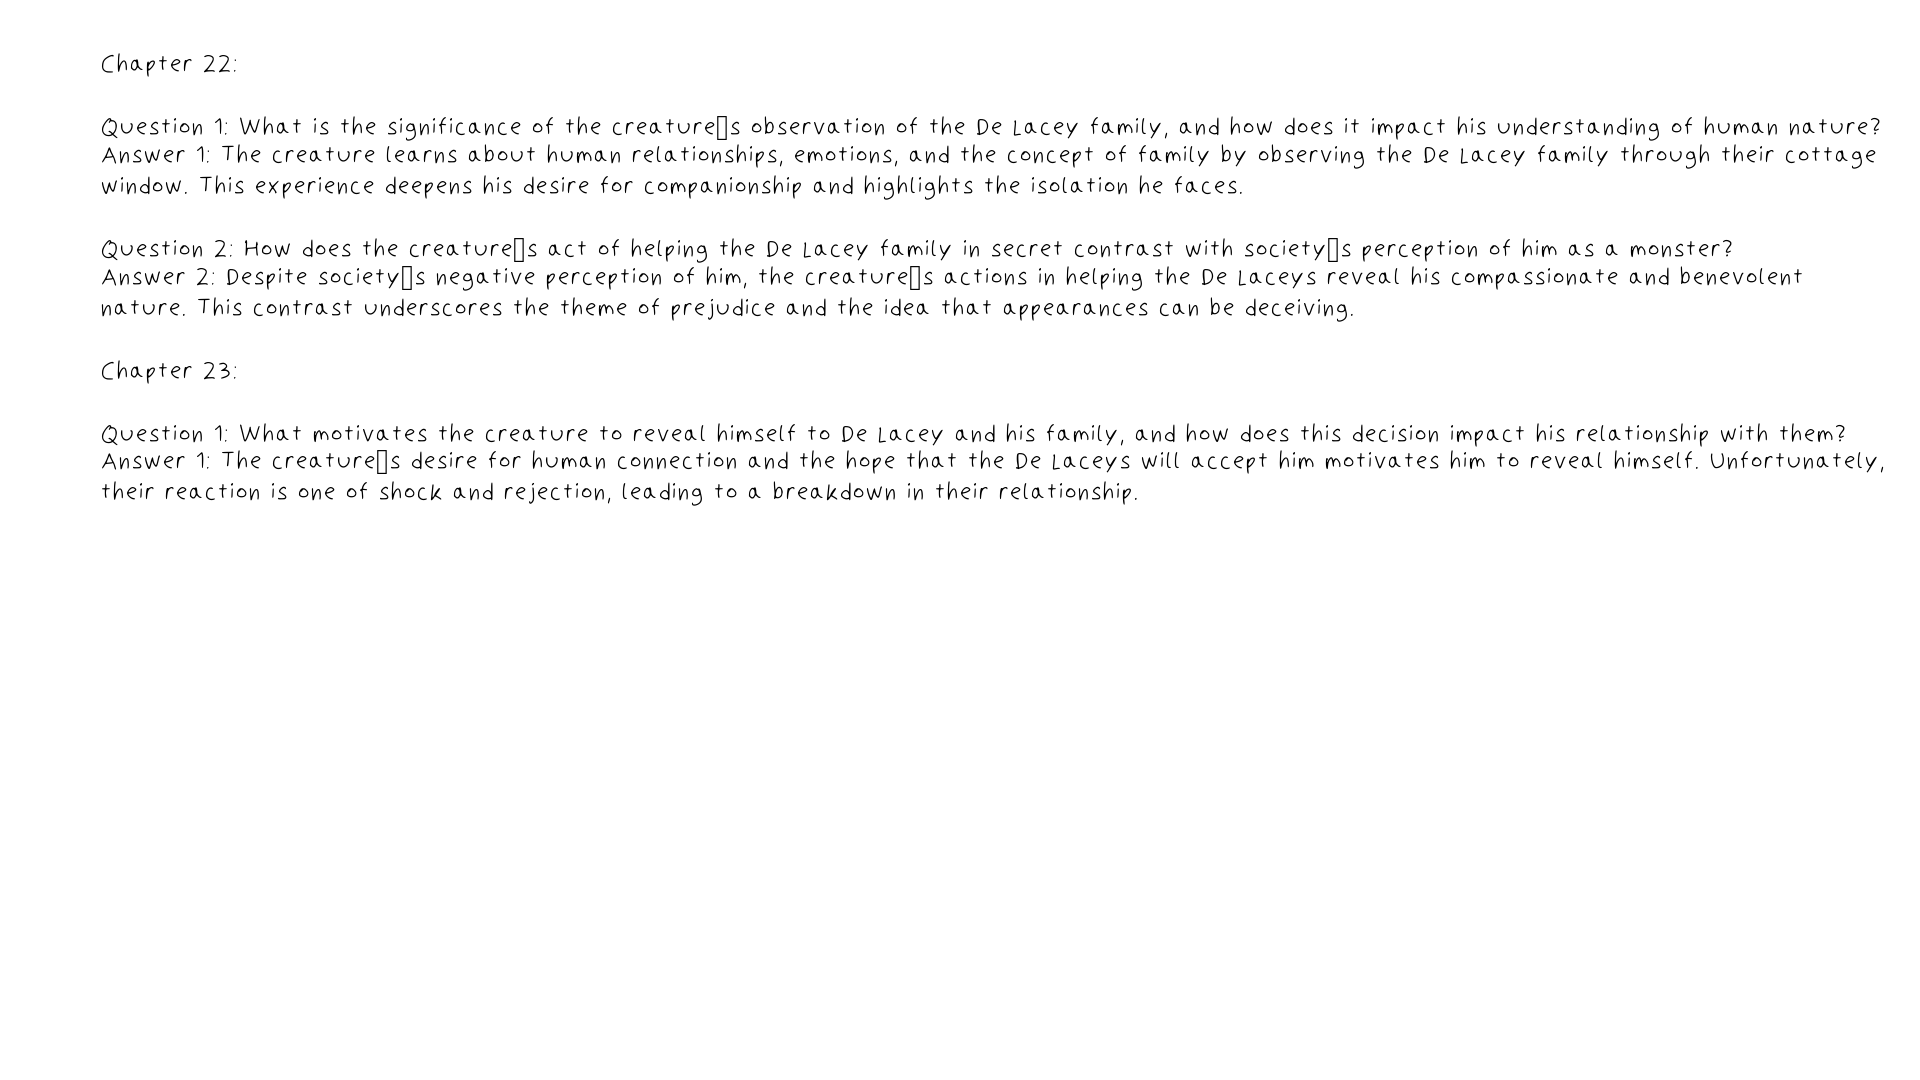 Chapter 22:
Question 1: What is the significance of the creature▯s observation of the De Lacey family, and how does it impact his understanding of human nature?
Answer 1: The creature learns about human relationships, emotions, and the concept of family by observing the De Lacey family through their cottage
window. This experience deepens his desire for companionship and highlights the isolation he faces.
Question 2: How does the creature▯s act of helping the De Lacey family in secret contrast with society▯s perception of him as a monster?
Answer 2: Despite society▯s negative perception of him, the creature▯s actions in helping the De Laceys reveal his compassionate and benevolent
nature. This contrast underscores the theme of prejudice and the idea that appearances can be deceiving.
Chapter 23:
Question 1: What motivates the creature to reveal himself to De Lacey and his family, and how does this decision impact his relationship with them?
Answer 1: The creature▯s desire for human connection and the hope that the De Laceys will accept him motivates him to reveal himself. Unfortunately,
their reaction is one of shock and rejection, leading to a breakdown in their relationship.